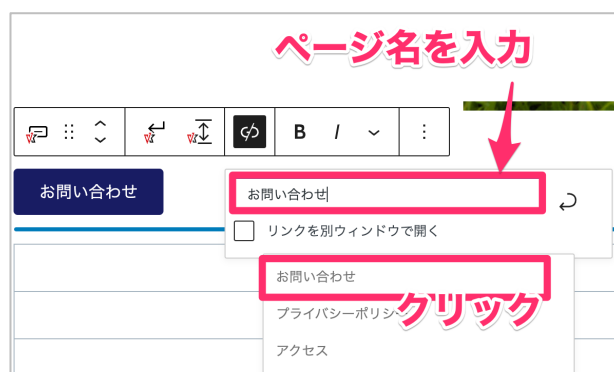 ページ名を入力
B I
お問い合わせ
お問い合わせ
リンクを別ウィンドウで開く
お問い合わせ
プライバシーポリシー
クリック
アクセス